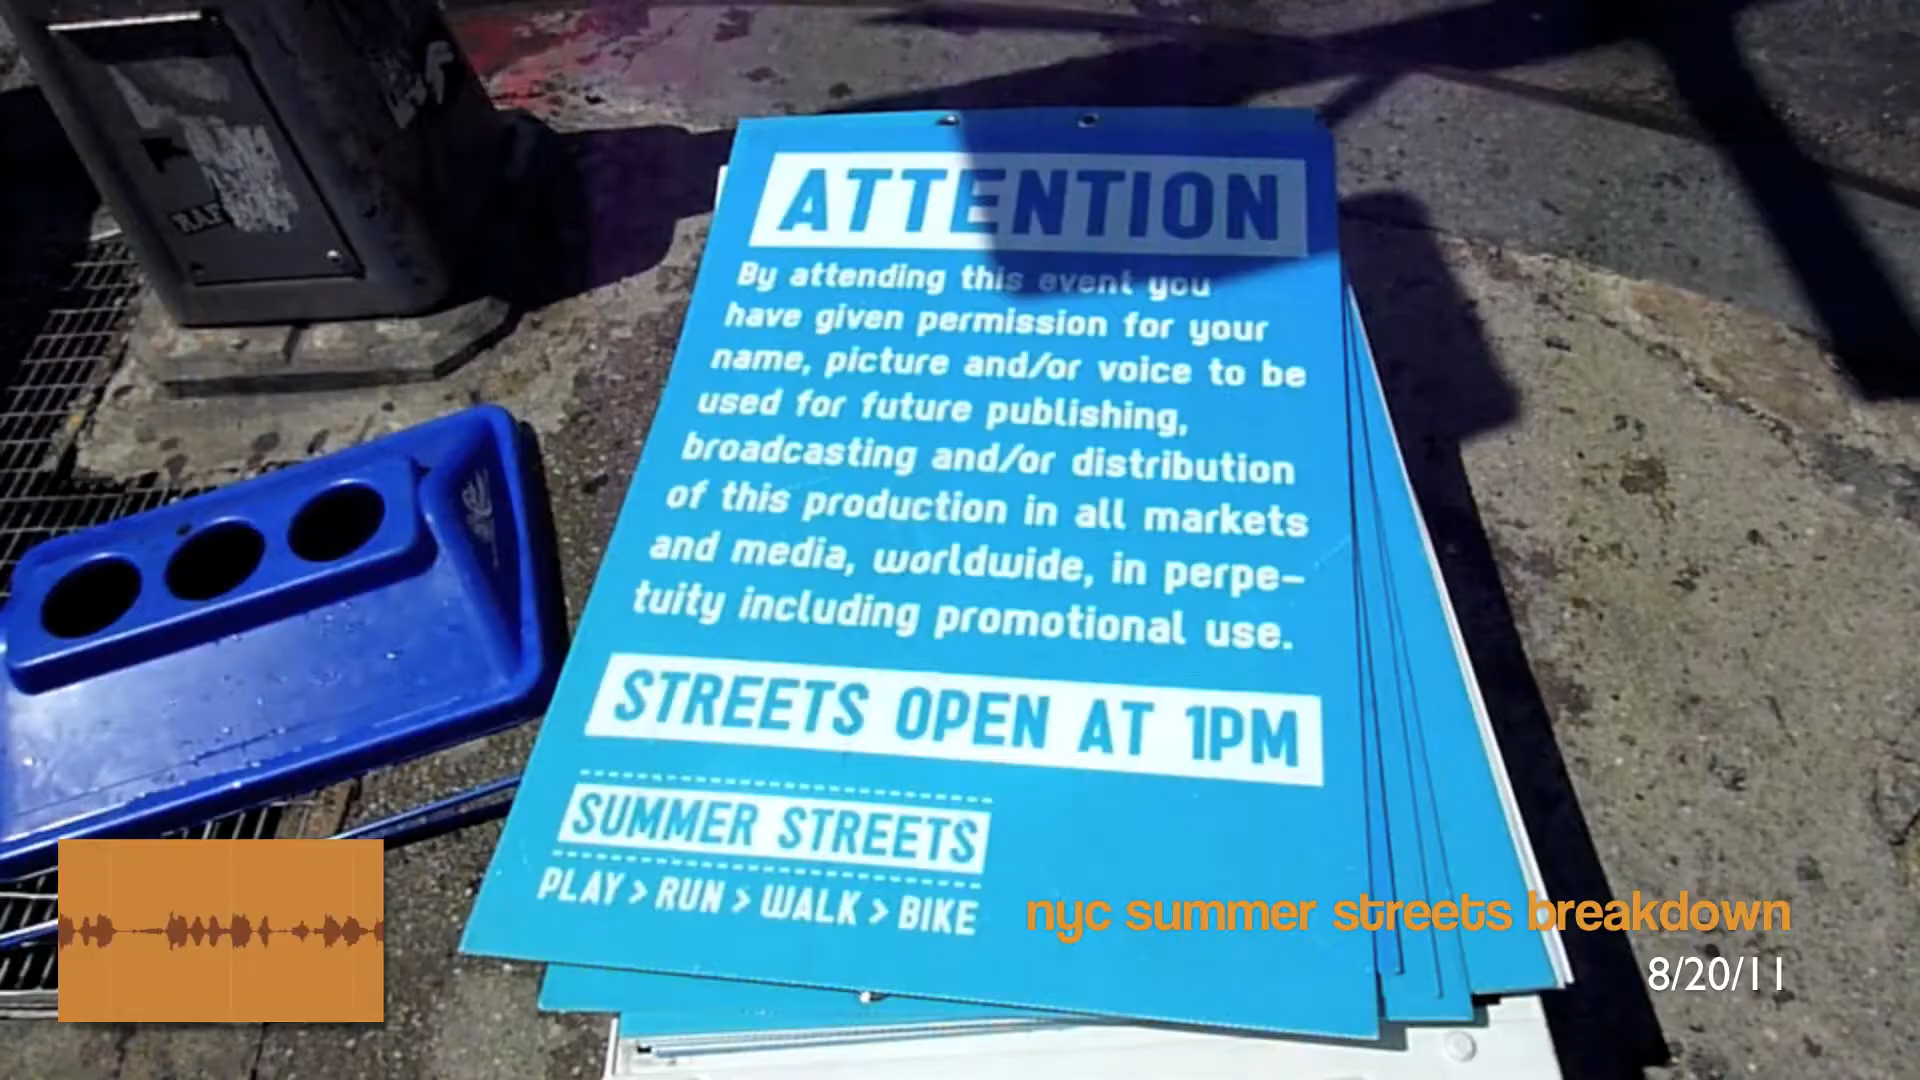 ATTENTION
By attending this event you
have given permission for your
name, picture and/or voice to be
used for future publishing,
broadcasting and/or distribution
of this production in all markets
and media, worldwide, in perpe-
tuity including promotional use.
STREETS OPEN AT 1PM
SUMMER STREETS
PLAY > RUN > WALK > BIKE
nyc summer streets breakdown
8/20/11